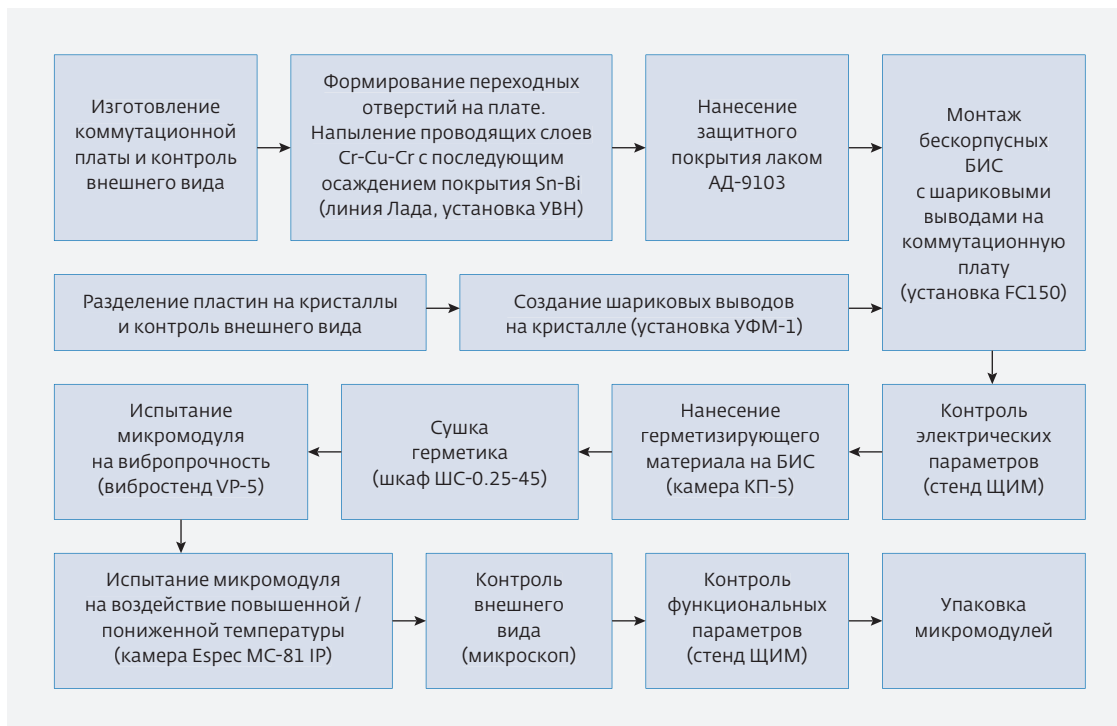 Изготовление
коммутационной
платы и контроль
внешнего вида
Формирование переходных
отверстий на плате.
Напыление проводящих слоев
Cr-Cu-Cr с последующим
осаждением покрытия Sn-Bi
(линия Лада, установка УВН)
Нанесение
защитного
покрытия лаком
АД-9103
Монтаж
бескорпусных
БИС
с шариковыми
выводами на
коммутационную
плату
(установка FC150)
Разделение пластин на кристаллы
и контроль внешнего вида
Создание шариковых выводов
на кристалле (установка УФМ-1)
Испытание
микромодуля
на вибропрочность
(вибростенд VP-5)
Сушка
герметика
(шкаф ШС-0.25-45)
Нанесение
герметизирующего
материала на БИС
(камера КП-5)
Контроль
электрических
параметров
(стенд ЩИМ)
Испытание микромодуля
на воздействие повышенной /
пониженной температуры
(камера Espec МС-81 IP)
Контроль
внешнего
вида
(микроскоп)
Контроль
функциональных
параметров
(стенд ЩИМ)
Упаковка
микромодулей